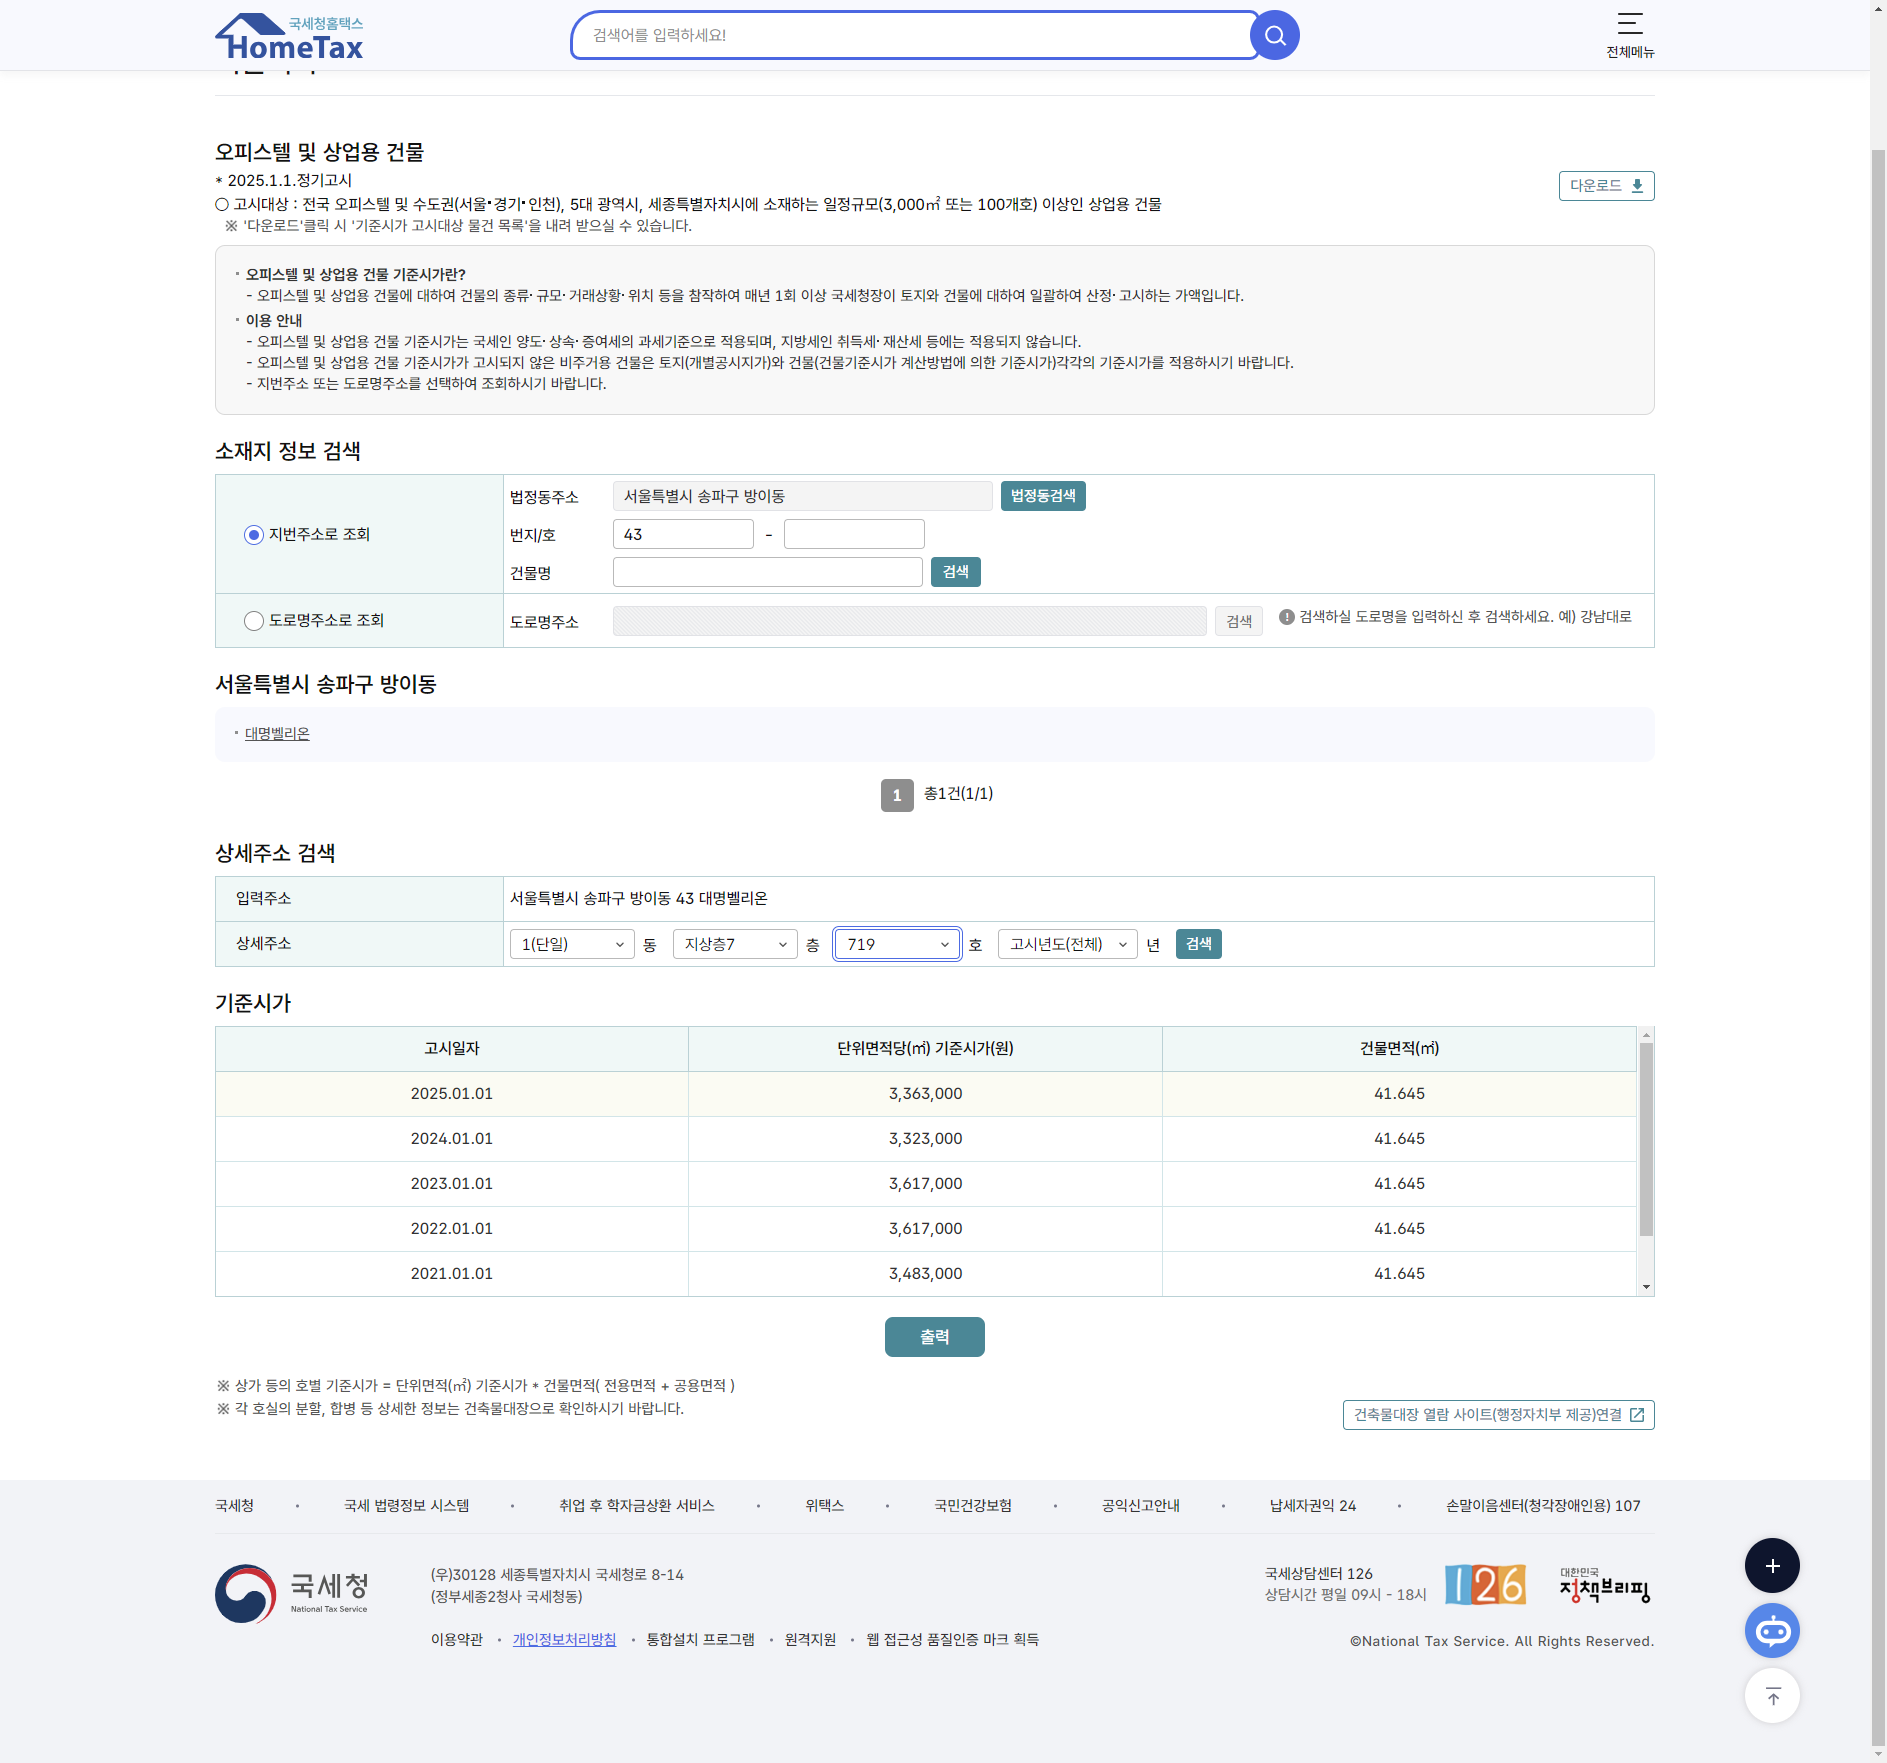 국세청홈택스
HomeTax
검색어를 입력하세요!
전체메뉴
오피스텔 및 상업용 건물
* 2025.1.1.정기고시
다운로드
○ 고시대상 : 전국 오피스텔 및 수도권(서울·경기·인천), 5대 광역시, 세종특별자치시에 소재하는 일정규모(3,000㎡ 또는 100개호) 이상인 상업용 건물
※ '다운로드'클릭 시 '기준시가 고시대상 물건 목록'을 내려 받으실 수 있습니다.
· 오피스텔 및 상업용 건물 기준시가란?
- 오피스텔 및 상업용 건물에 대하여 건물의 종류·규모·거래상황·위치 등을 참작하여 매년 1회 이상 국세청장이 토지와 건물에 대하여 일괄하여 산정·고시하는 가액입니다.
· 이용 안내
- 오피스텔 및 상업용 건물 기준시가는 국세인 양도·상속·증여세의 과세기준으로 적용되며, 지방세인 취득세·재산세 등에는 적용되지 않습니다.
- 오피스텔 및 상업용 건물 기준시가가 고시되지 않은 비주거용 건물은 토지(개별공시지가)와 건물(건물기준시가 계산방법에 의한 기준시가)각각의 기준시가를 적용하시기 바랍니다.
- 지번주소 또는 도로명주소를 선택하여 조회하시기 바랍니다.
소재지 정보 검색
지번주소로 조회
법정동주소 서울특별시 송파구 방이동 법정동검색
번지/호 43 -
건물명 검색
도로명주소로 조회 도로명주소 검색 검색하실 도로명을 입력하신 후 검색하세요. 예) 강남대로
서울특별시 송파구 방이동
· 대명벨리온
1 총1건(1/1)
상세주소 검색
입력주소 서울특별시 송파구 방이동 43 대명벨리온
상세주소 1(단일) 동 지상층7 층 719 호 고시년도(전체) 년 검색
기준시가
고시일자 단위면적당(㎡) 기준시가(원) 건물면적(㎡)
2025.01.01 3,363,000 41.645
2024.01.01 3,323,000 41.645
2023.01.01 3,617,000 41.645
2022.01.01 3,617,000 41.645
2021.01.01 3,483,000 41.645
출력
※ 상가 등의 호별 기준시가 = 단위면적(㎡) 기준시가 * 건물면적( 전용면적 + 공용면적 )
※ 각 호실의 분할, 합병 등 상세한 정보는 건축물대장으로 확인하시기 바랍니다.
건축물대장 열람 사이트(행정자치부 제공)연결
국세청 · 국세 법령정보 시스템 · 취업 후 학자금상환 서비스 · 위택스 · 국민건강보험 · 공익신고안내 · 납세자권익 24 · 손말이음센터(청각장애인용) 107
국세청
National Tax Service
(우)30128 세종특별자치시 국세청로 8-14
(정부세종2청사 국세청동)
국세상담센터 126
상담시간 평일 09시 - 18시
126
대한민국
정책브리핑
이용약관 · 개인정보처리방침 · 통합설치 프로그램 · 원격지원 · 웹 접근성 품질인증 마크 획득
©National Tax Service. All Rights Reserved.